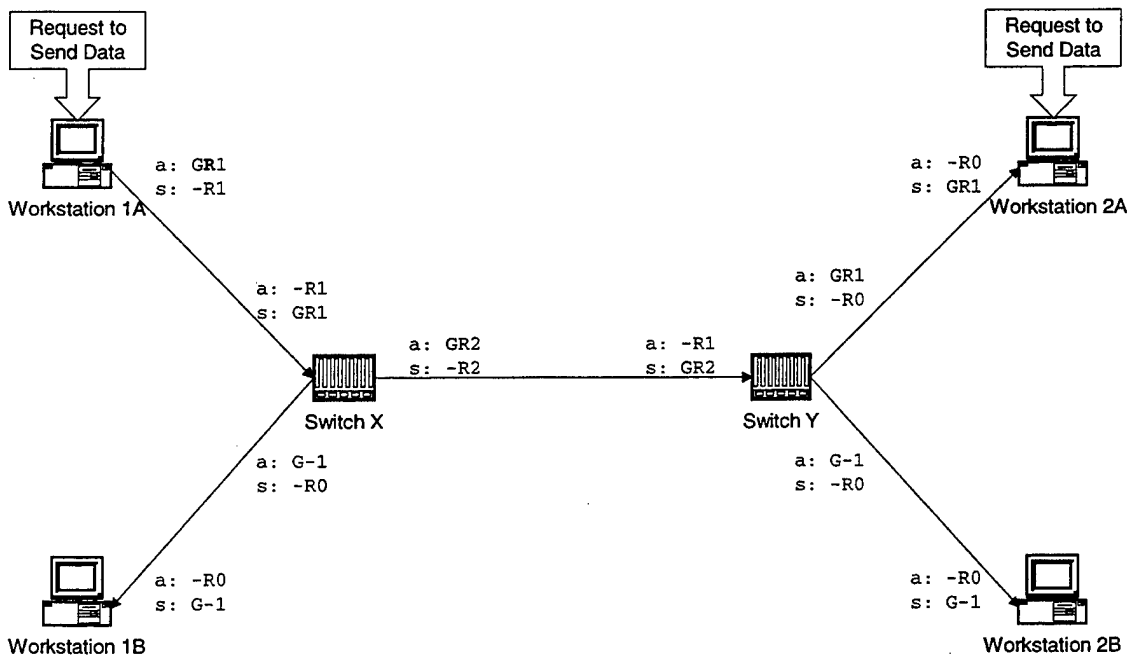 Request to
Send Data
Request to
Send Data
a: GR1
s: -R1
Workstation 1A
a: -R0
s: GR1
Workstation 2A
a: -R1
s: GR1
a: GR1
s: -R0
a: GR2
s: -R2
a: -R1
s: GR2
Switch X
Switch Y
a: G-1
s: -R0
a: G-1
s: -R0
a: -R0
s: G-1
Workstation 1B
a: -R0
s: G-1
Workstation 2B